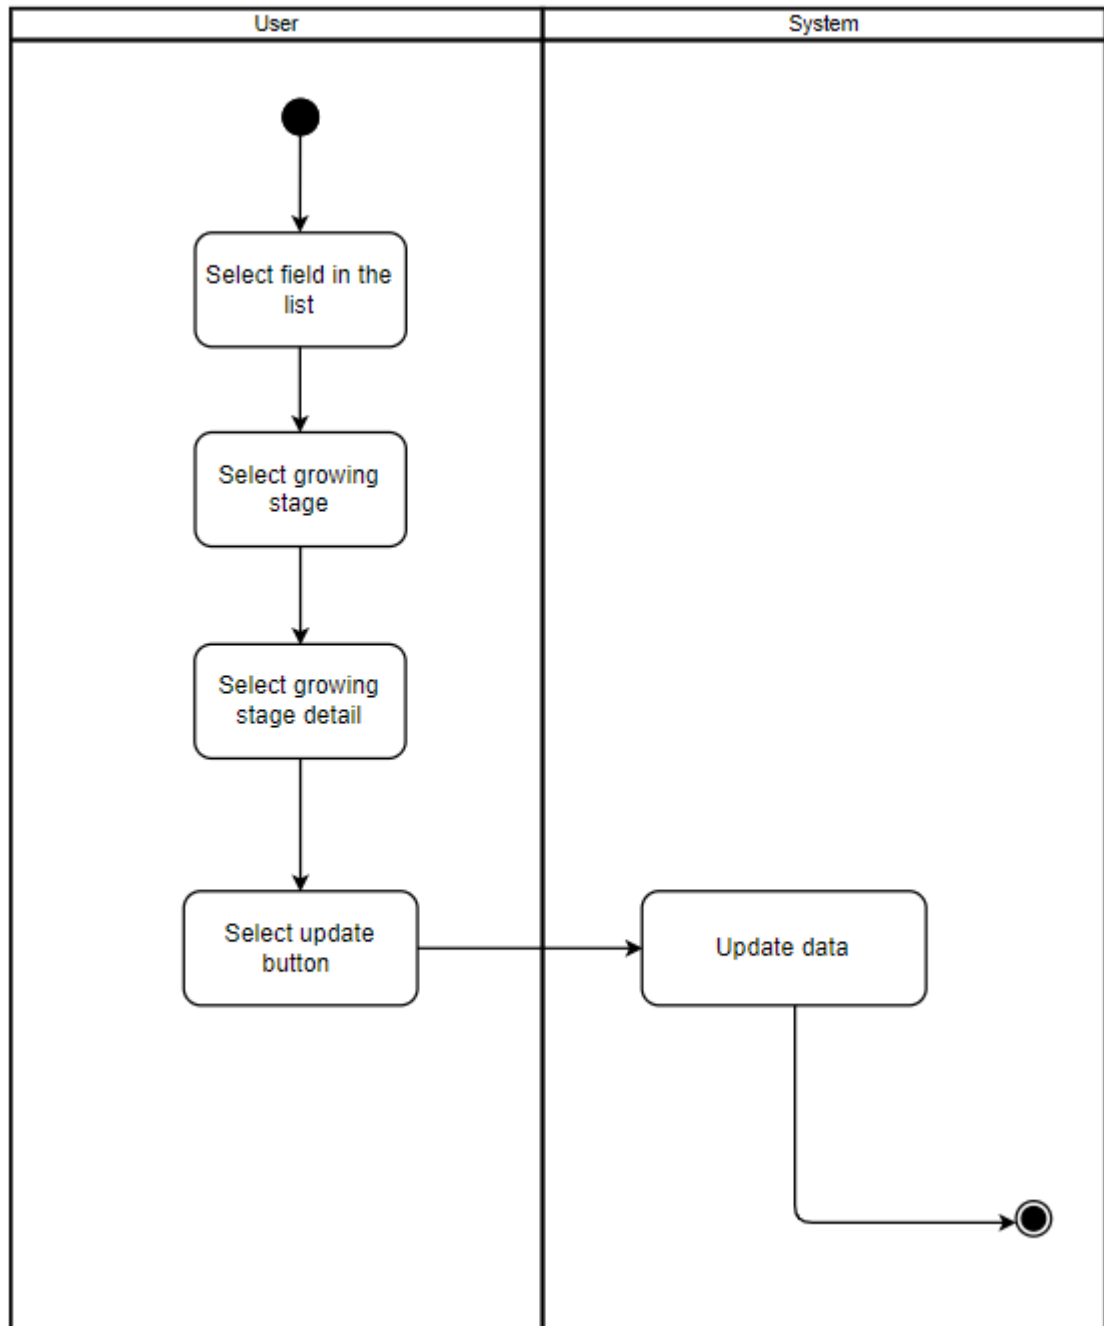 User
System
Select field in the
list
Select growing
stage
Select growing
stage detail
Select update
button
Update data